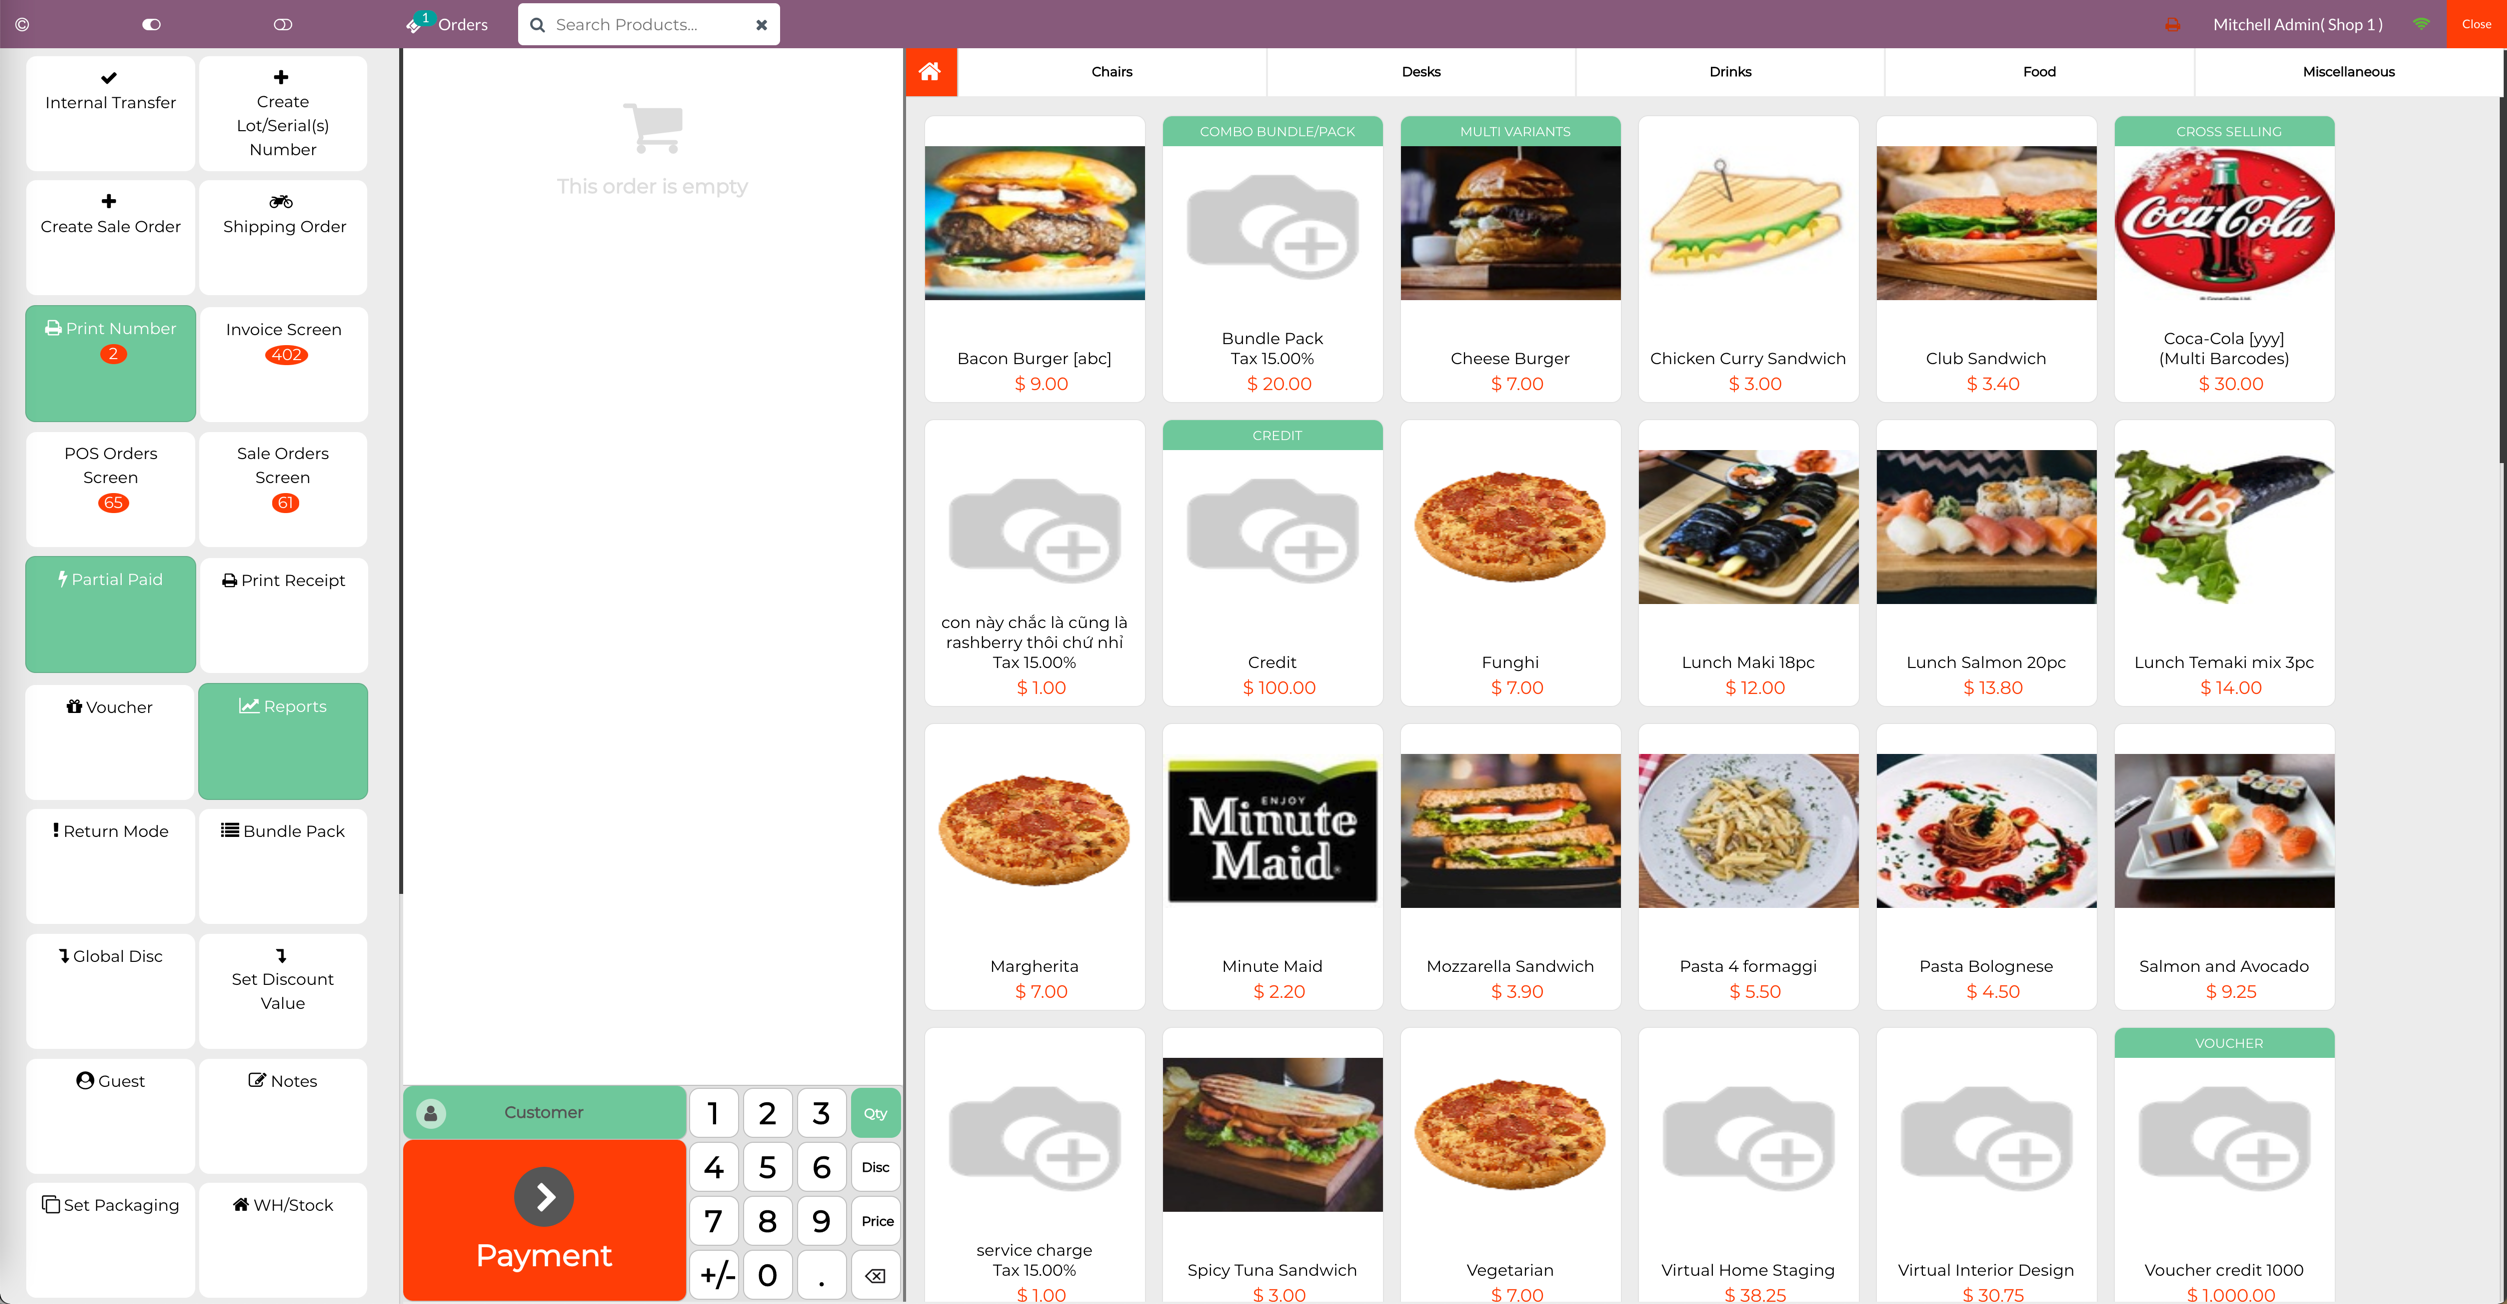 ©
1
Orders
Search Products...
Mitchell Admin( Shop 1 )
Close
Internal Transfer
Create
Lot/Serial(s)
Number
Create Sale Order
Shipping Order
Print Number
2
Invoice Screen
402
POS Orders
Screen
65
Sale Orders
Screen
61
Partial Paid
Print Receipt
Voucher
Reports
Return Mode
Bundle Pack
Global Disc
Set Discount
Value
Guest
Notes
Set Packaging
WH/Stock
This order is empty
Customer
Payment
1 2 3 Qty
4 5 6 Disc
7 8 9 Price
+/- 0 .
Chairs
Desks
Drinks
Food
Miscellaneous
Bacon Burger [abc]
$ 9.00
COMBO BUNDLE/PACK
Bundle Pack
Tax 15.00%
$ 20.00
MULTI VARIANTS
Cheese Burger
$ 7.00
Chicken Curry Sandwich
$ 3.00
Club Sandwich
$ 3.40
CROSS SELLING
Enjoy
Coca-Cola
Coca-Cola [yyy]
(Multi Barcodes)
$ 30.00
con này chắc là cũng là
rashberry thôi chứ nhỉ
Tax 15.00%
$ 1.00
CREDIT
Credit
$ 100.00
Funghi
$ 7.00
Lunch Maki 18pc
$ 12.00
Lunch Salmon 20pc
$ 13.80
Lunch Temaki mix 3pc
$ 14.00
Margherita
$ 7.00
ENJOY
Minute
Maid
Minute Maid
$ 2.20
Mozzarella Sandwich
$ 3.90
Pasta 4 formaggi
$ 5.50
Pasta Bolognese
$ 4.50
Salmon and Avocado
$ 9.25
service charge
Tax 15.00%
$ 1.00
Spicy Tuna Sandwich
$ 3.00
Vegetarian
$ 7.00
Virtual Home Staging
$ 38.25
Virtual Interior Design
$ 30.75
VOUCHER
Voucher credit 1000
$ 1,000.00